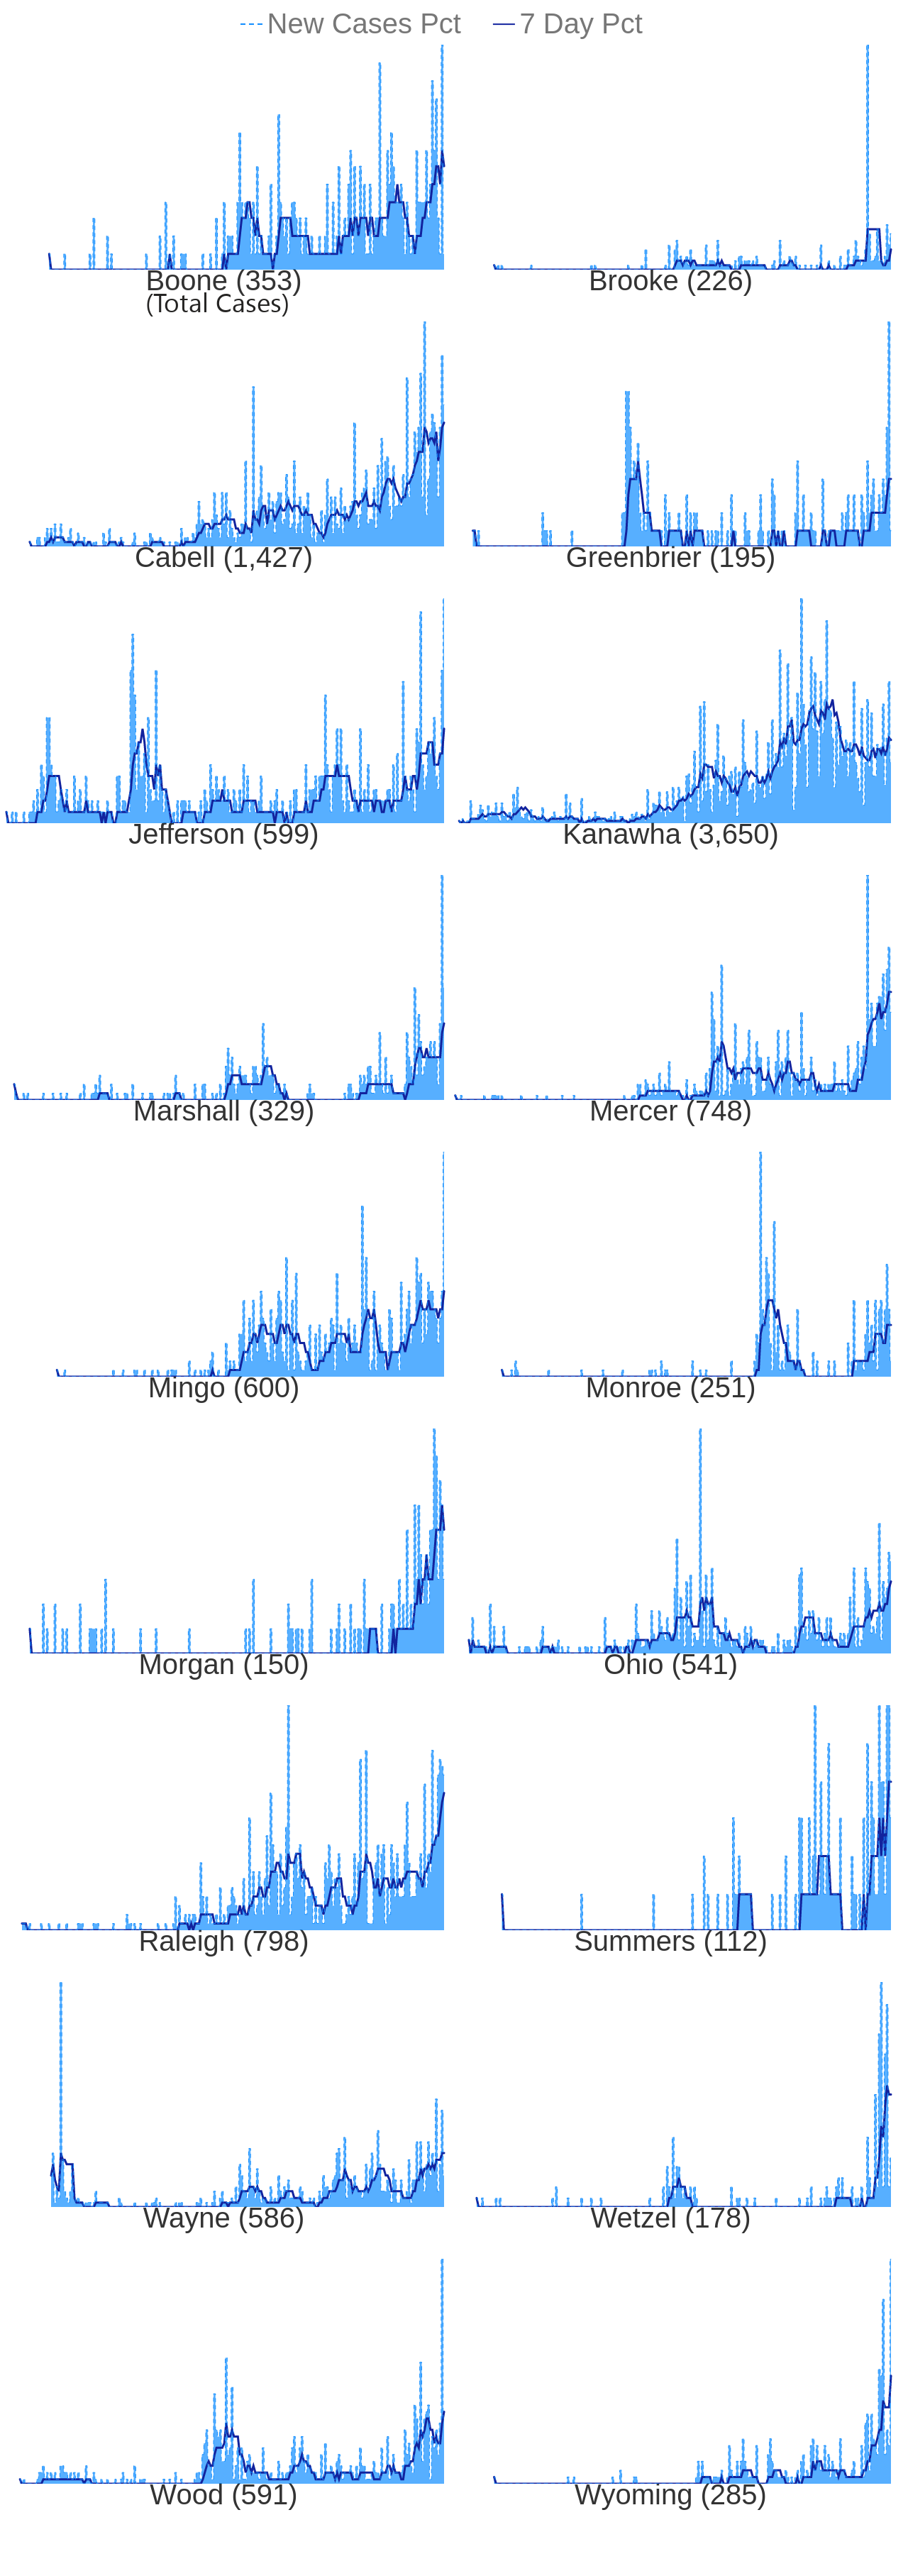 New Cases Pct 7 Day Pct
Boone (353) Brooke (226)
(Total Cases)
Cabell (1,427) Greenbrier (195)
Jefferson (599) Kanawha (3,650)
Marshall (329) Mercer (748)
Mingo (600) Monroe (251)
Morgan (150) Ohio (541)
Raleigh (798) Summers (112)
Wayne (586) Wetzel (178)
Wood (591) Wyoming (285)